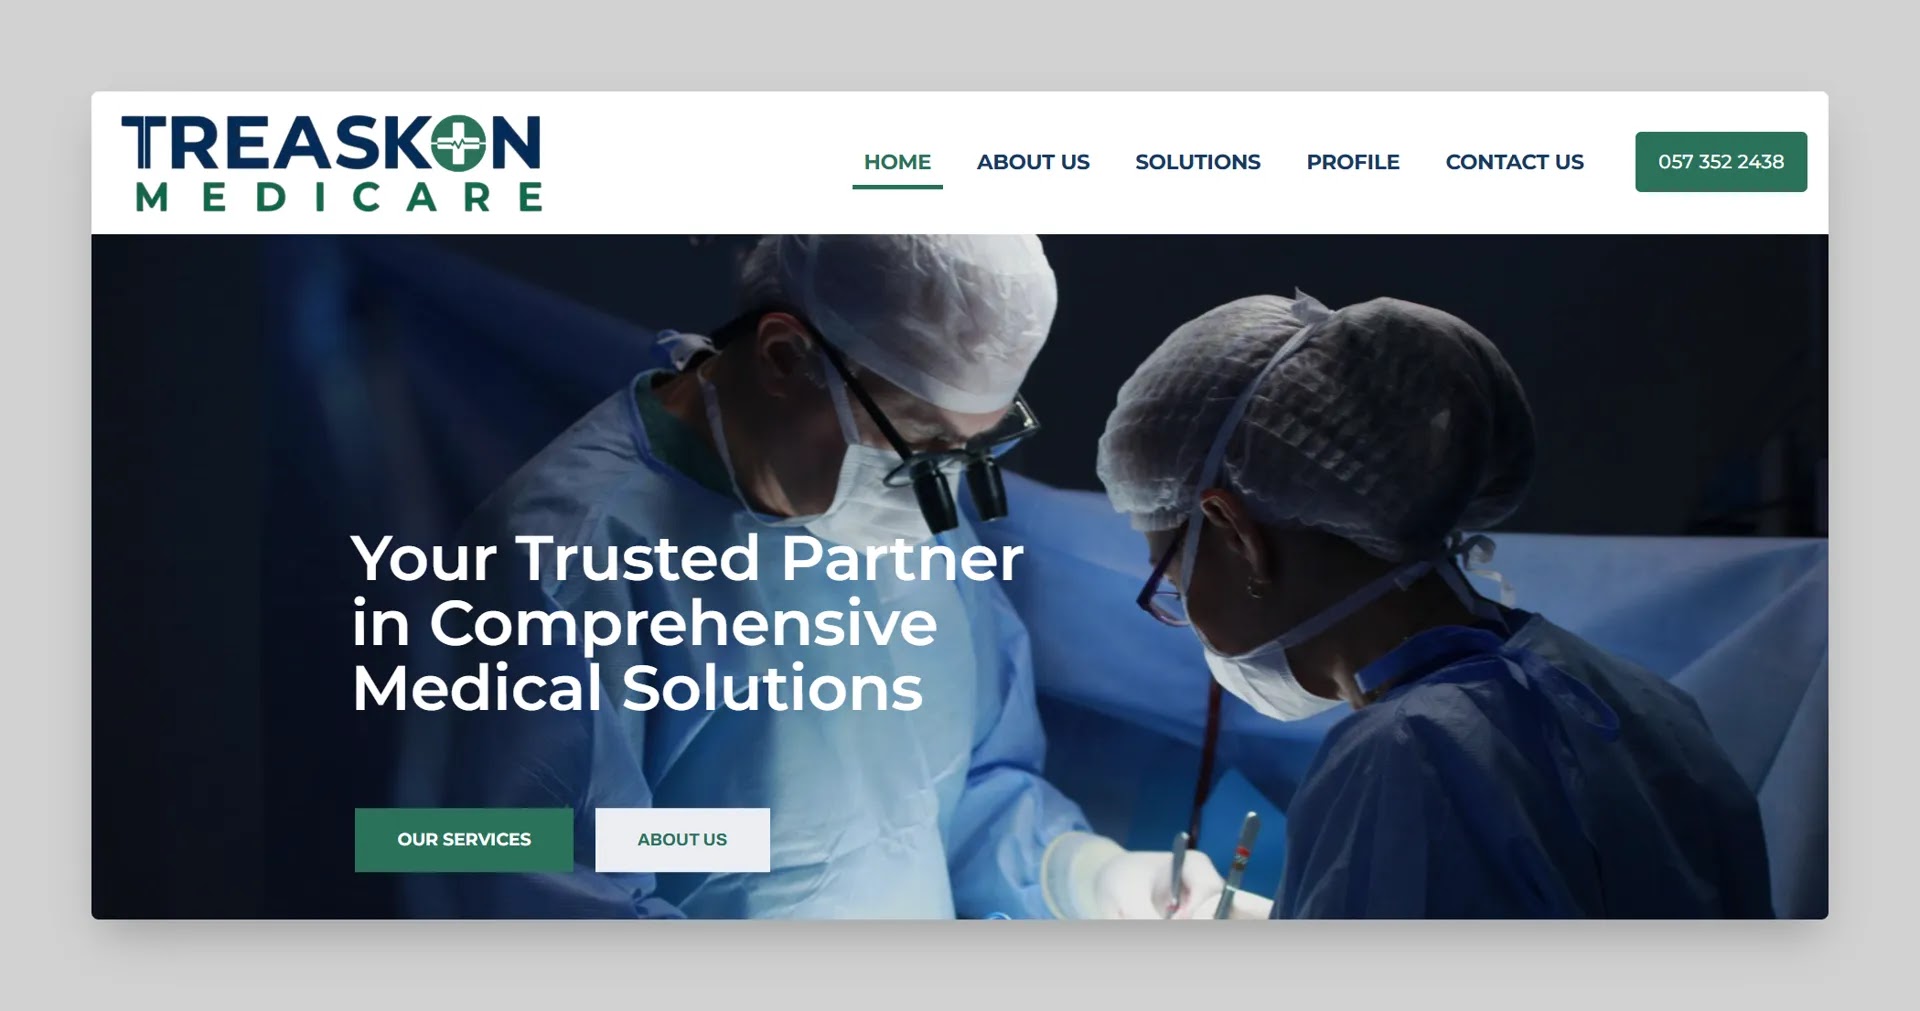 TREASKON
MEDICARE
HOME
ABOUT US
SOLUTIONS
PROFILE
CONTACT US
057 352 2438
Your Trusted Partner
in Comprehensive
Medical Solutions
OUR SERVICES
ABOUT US